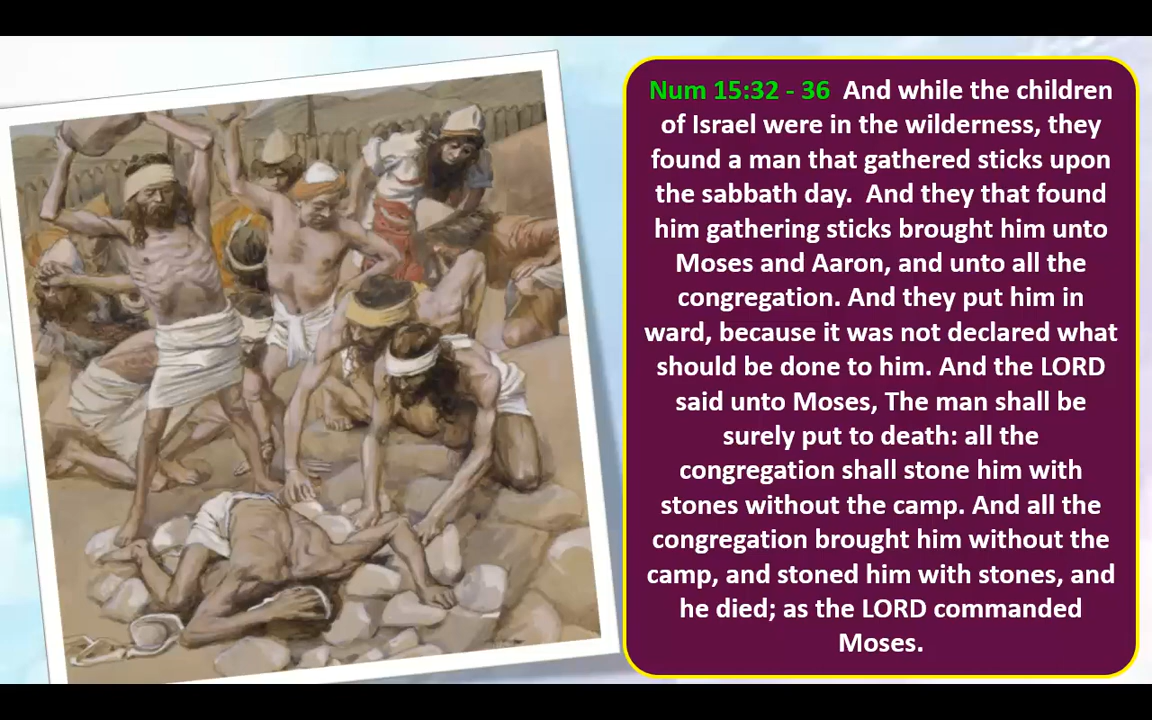 Num 15:32 - 36  And while the children
of Israel were in the wilderness, they
found a man that gathered sticks upon
the sabbath day.  And they that found
him gathering sticks brought him unto
Moses and Aaron, and unto all the
congregation. And they put him in
ward, because it was not declared what
should be done to him. And the LORD
said unto Moses, The man shall be
surely put to death: all the
congregation shall stone him with
stones without the camp. And all the
congregation brought him without the
camp, and stoned him with stones, and
he died; as the LORD commanded
Moses.